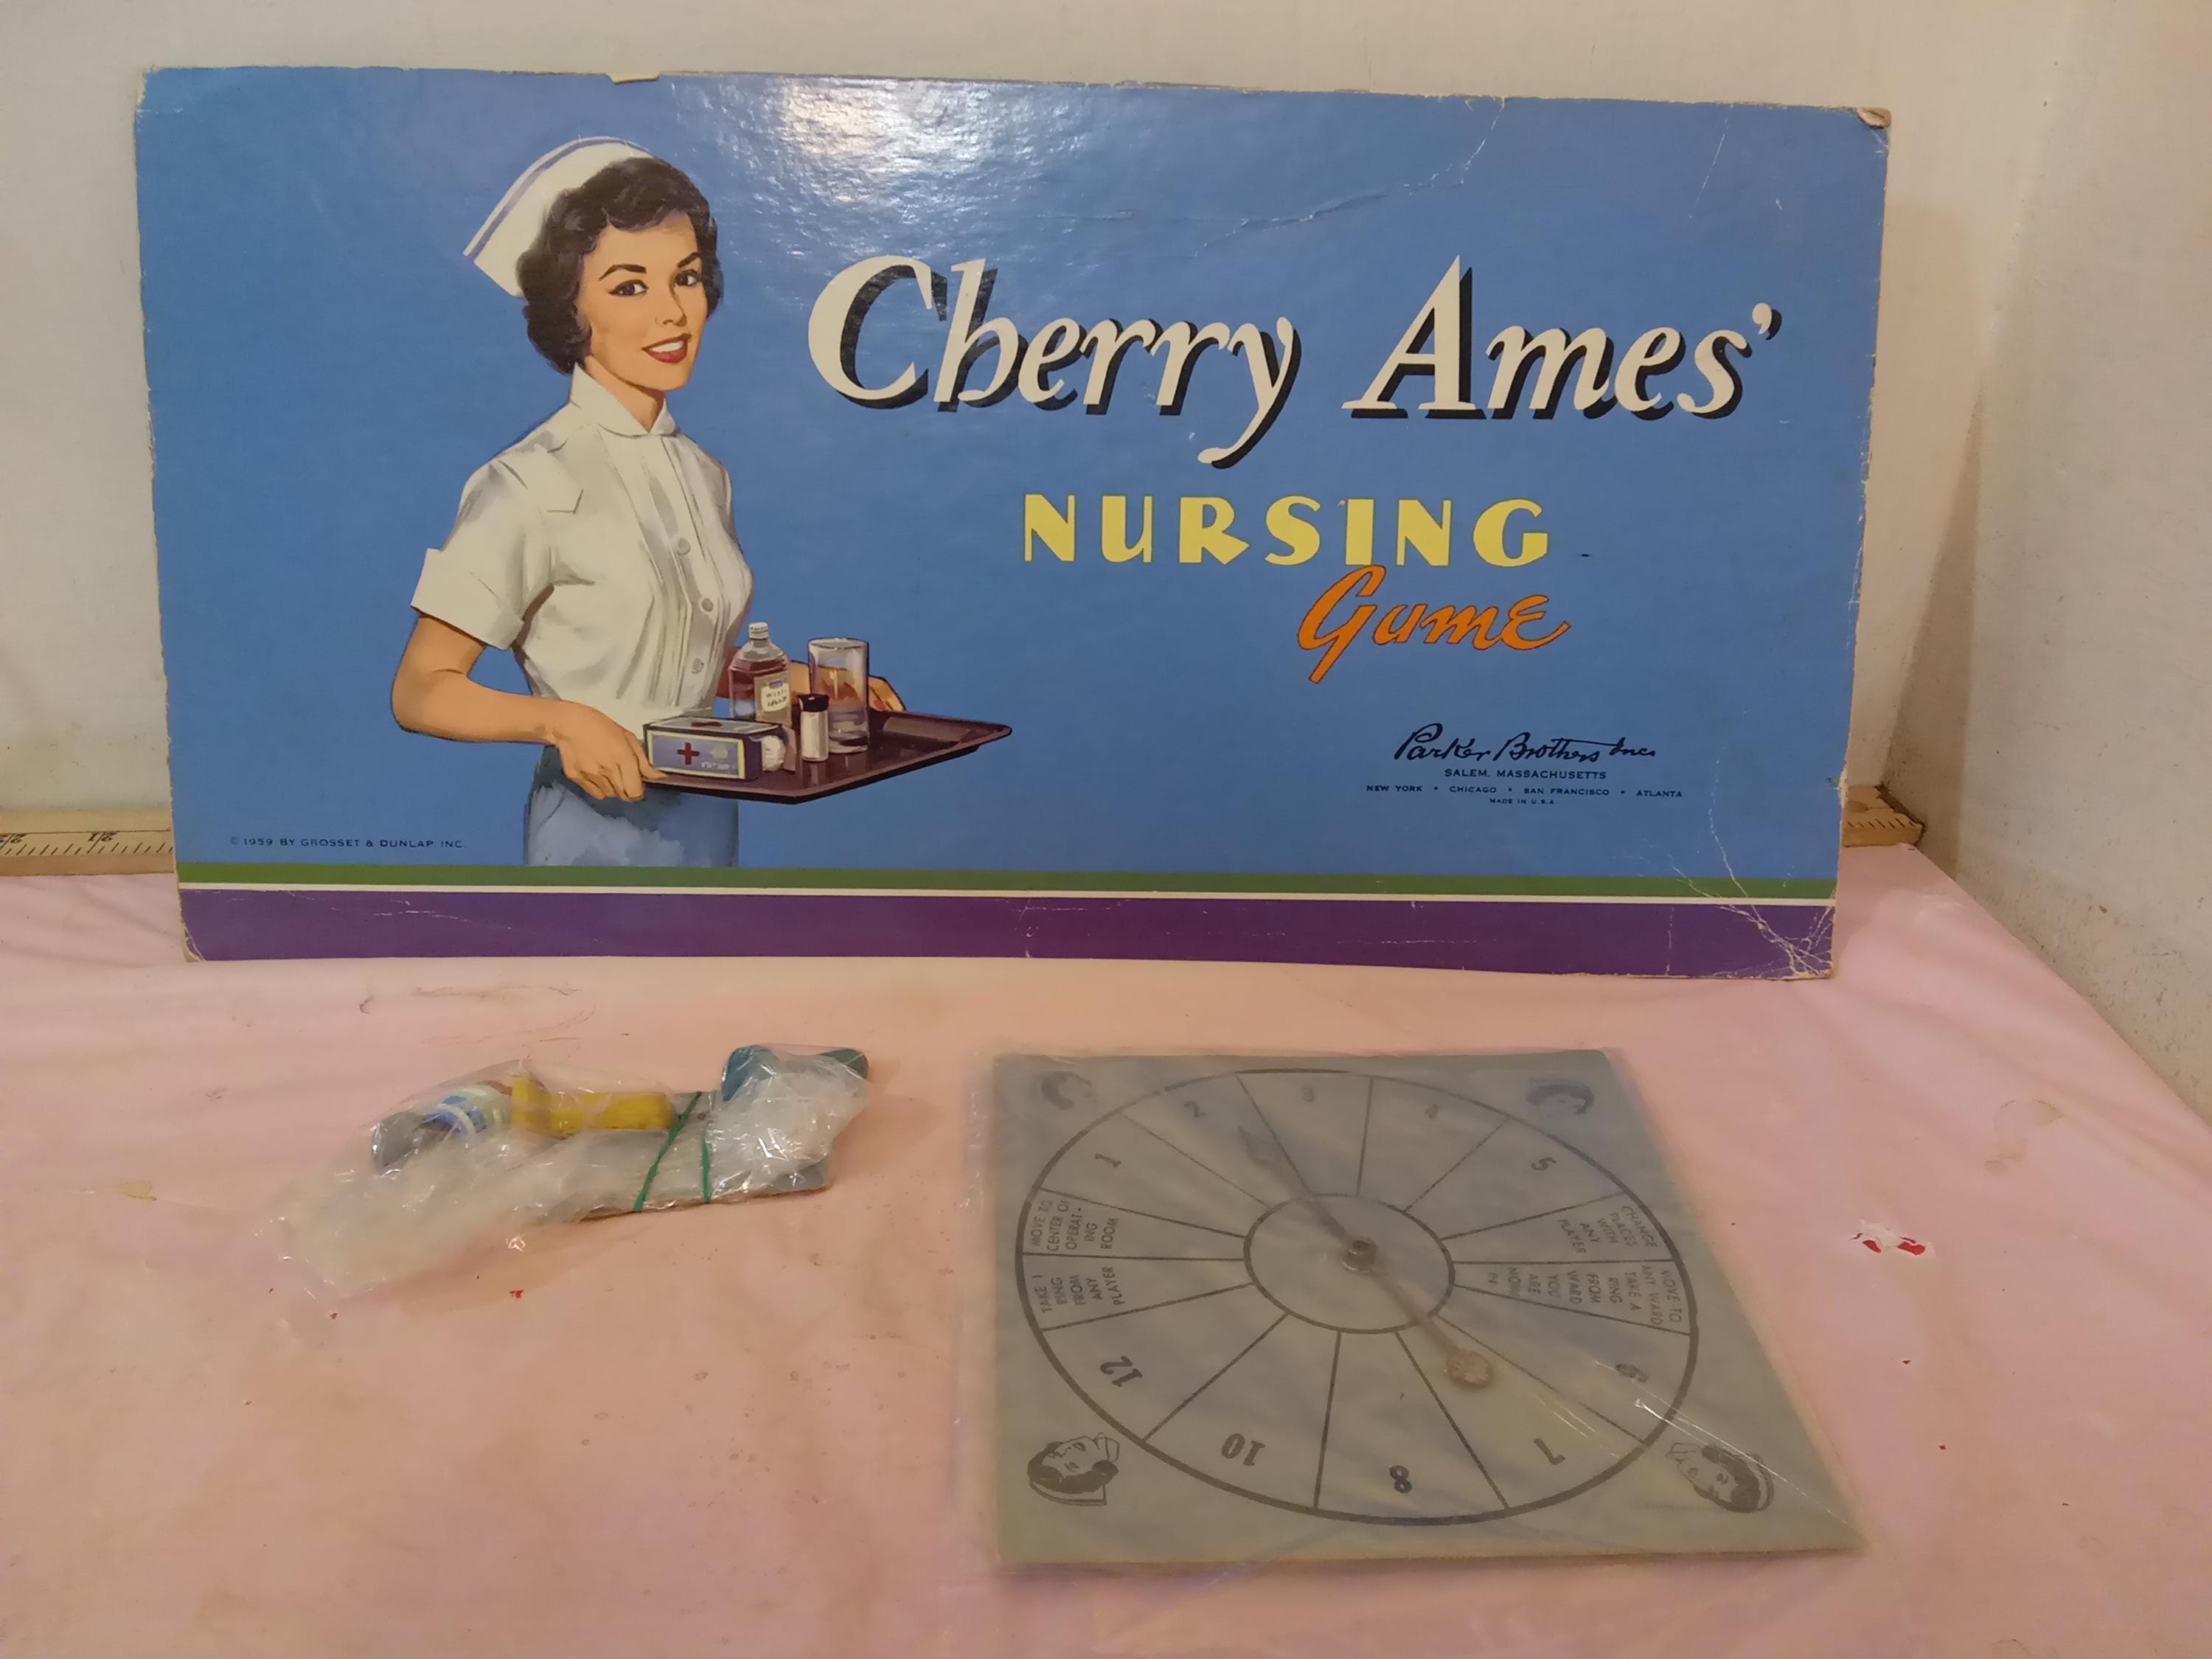 Cherry Ames'
NURSING
Game
Parker Brothers Inc
SALEM, MASSACHUSETTS
NEW YORK • CHICAGO • SAN FRANCISCO • ATLANTA
MADE IN U.S.A.
© 1959 BY GROSSET & DUNLAP, INC.
1
2
3
4
5
CHANGE
PLACES
WITH
ANY
PLAYER
MOVE TO
ANY WARD
TAKE A
RING
FROM
WARD
YOU
ARE
NOW
IN
6
7
8
10
12
TAKE 1
RING
FROM
ANY
PLAYER
MOVE TO
CENTER OF
OPERAT-
ING
ROOM